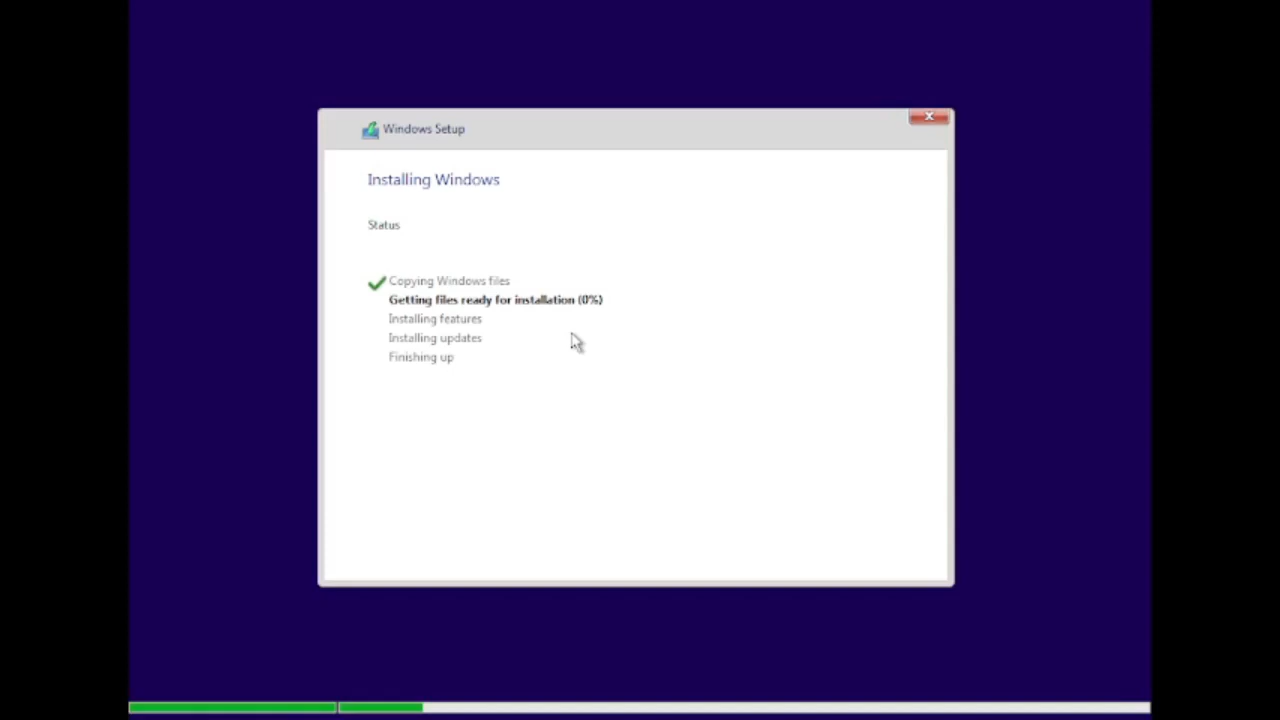 Windows Setup
Installing Windows
Status
Copying Windows files
Getting files ready for installation (0%)
Installing features
Installing updates
Finishing up